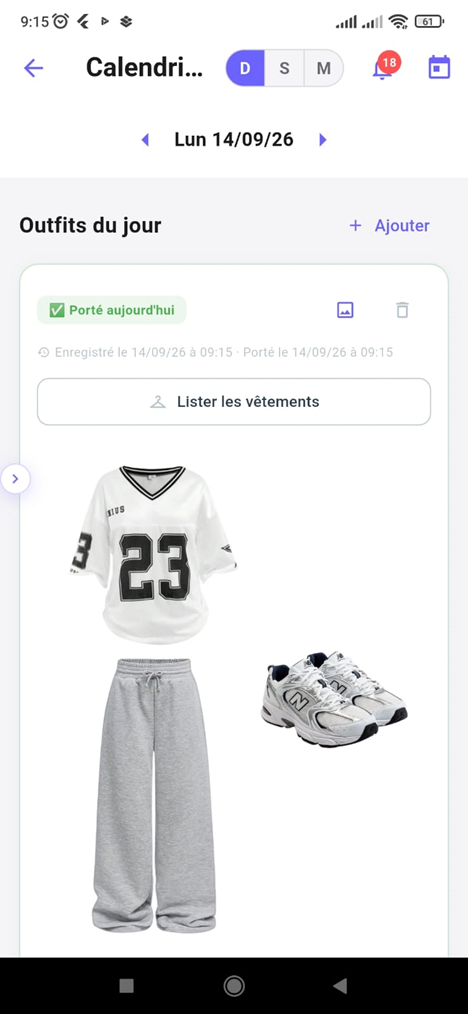 9:15
61
Calendri...
D
S
M
18
Lun 14/09/26
Outfits du jour
+ Ajouter
✅ Porté aujourd'hui
Enregistré le 14/09/26 à 09:15 · Porté le 14/09/26 à 09:15
Lister les vêtements
23
N